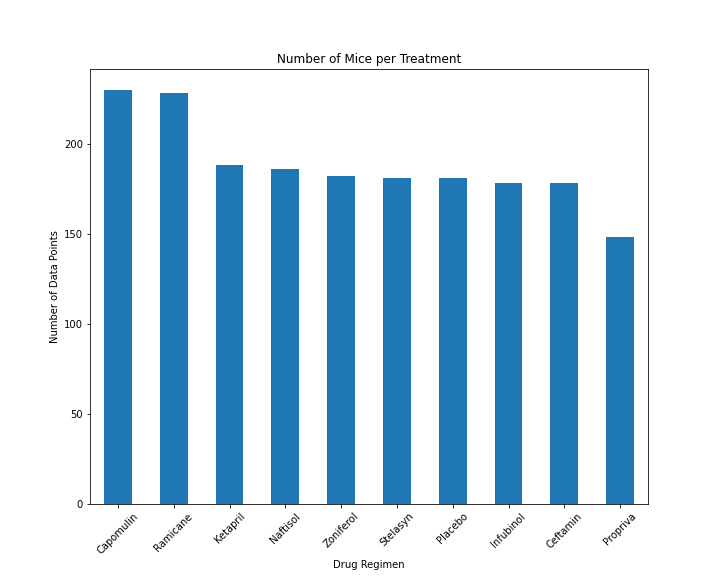 Number of Mice per Treatment
Number of Data Points
200
150
100
50
0
Capomulin
Ramicane
Ketapril
Naftisol
Zoniferol
Stelasyn
Placebo
Infubinol
Ceftamin
Propriva
Drug Regimen